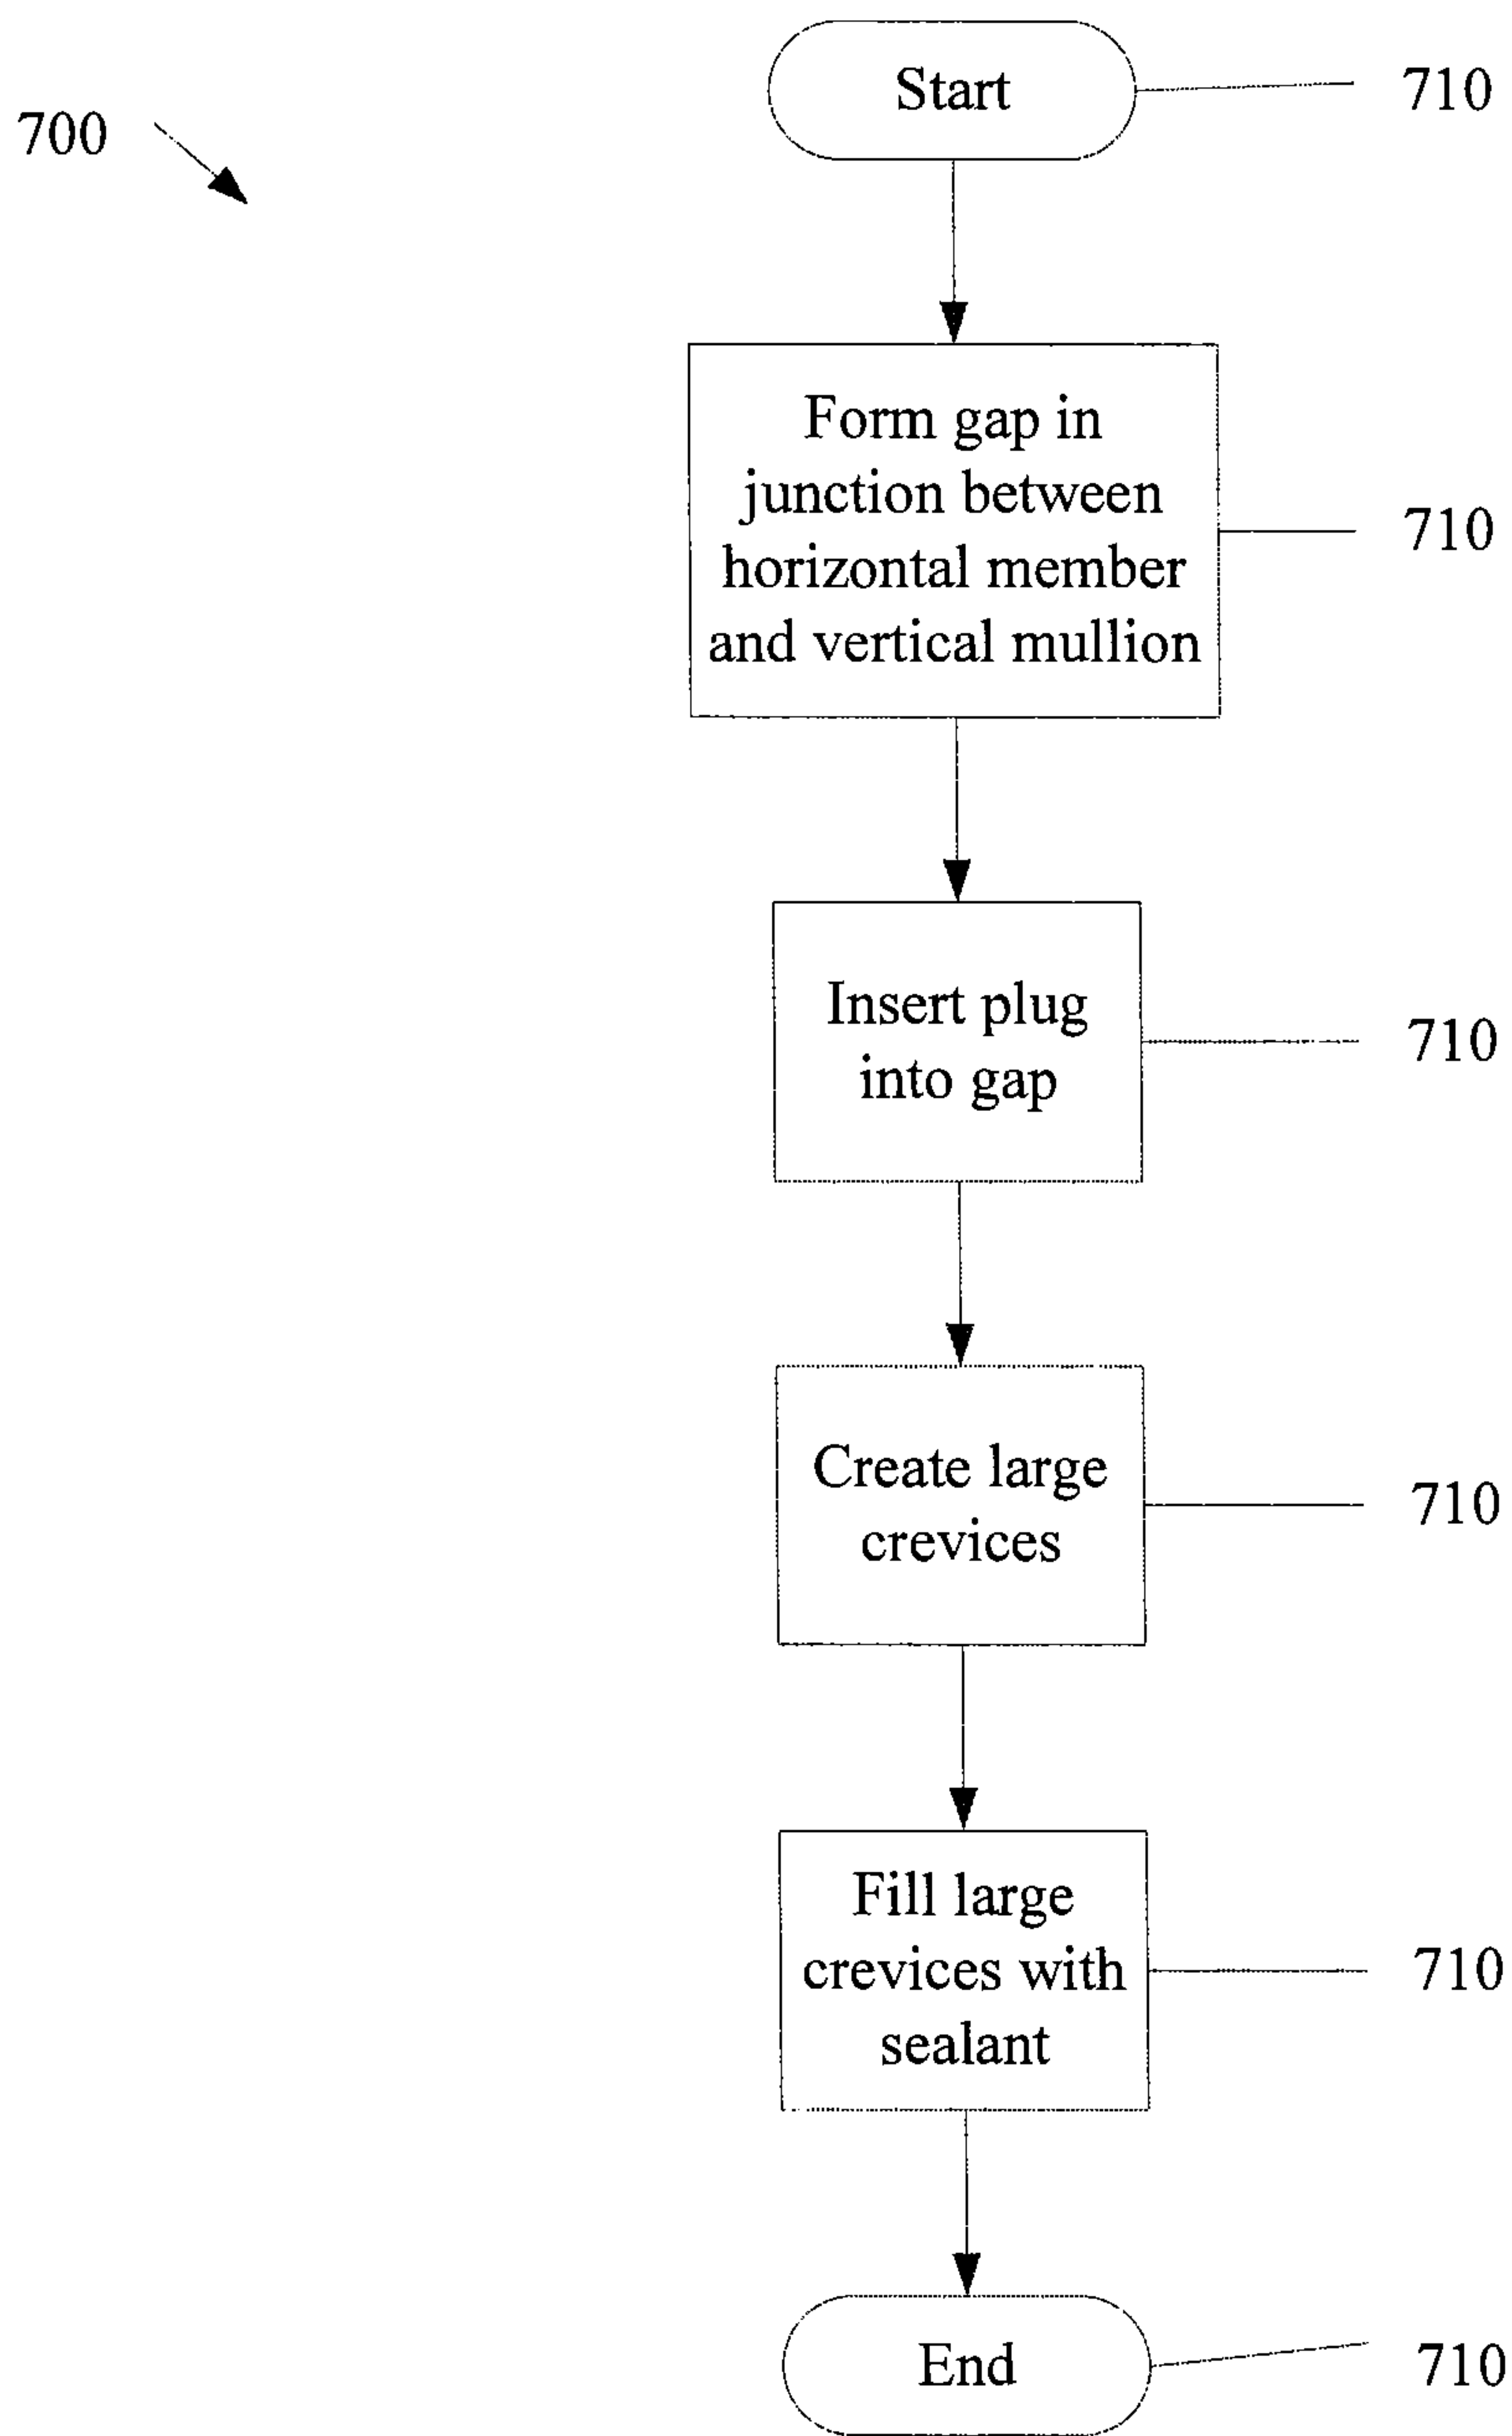 Start
710
700
Form gap in
junction between
horizontal member
and vertical mullion
710
Insert plug
into gap
710
Create large
crevices
710
Fill large
crevices with
sealant
710
End
710